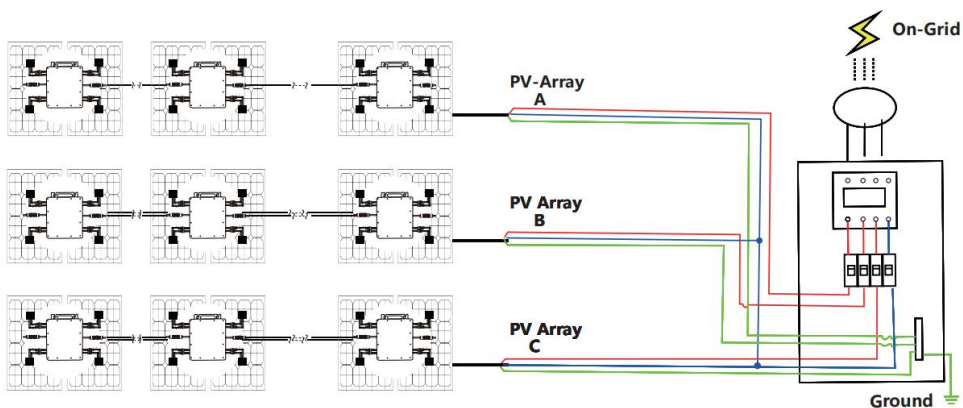 On-Grid
PV-Array
A
PV Array
B
PV Array
C
Ground